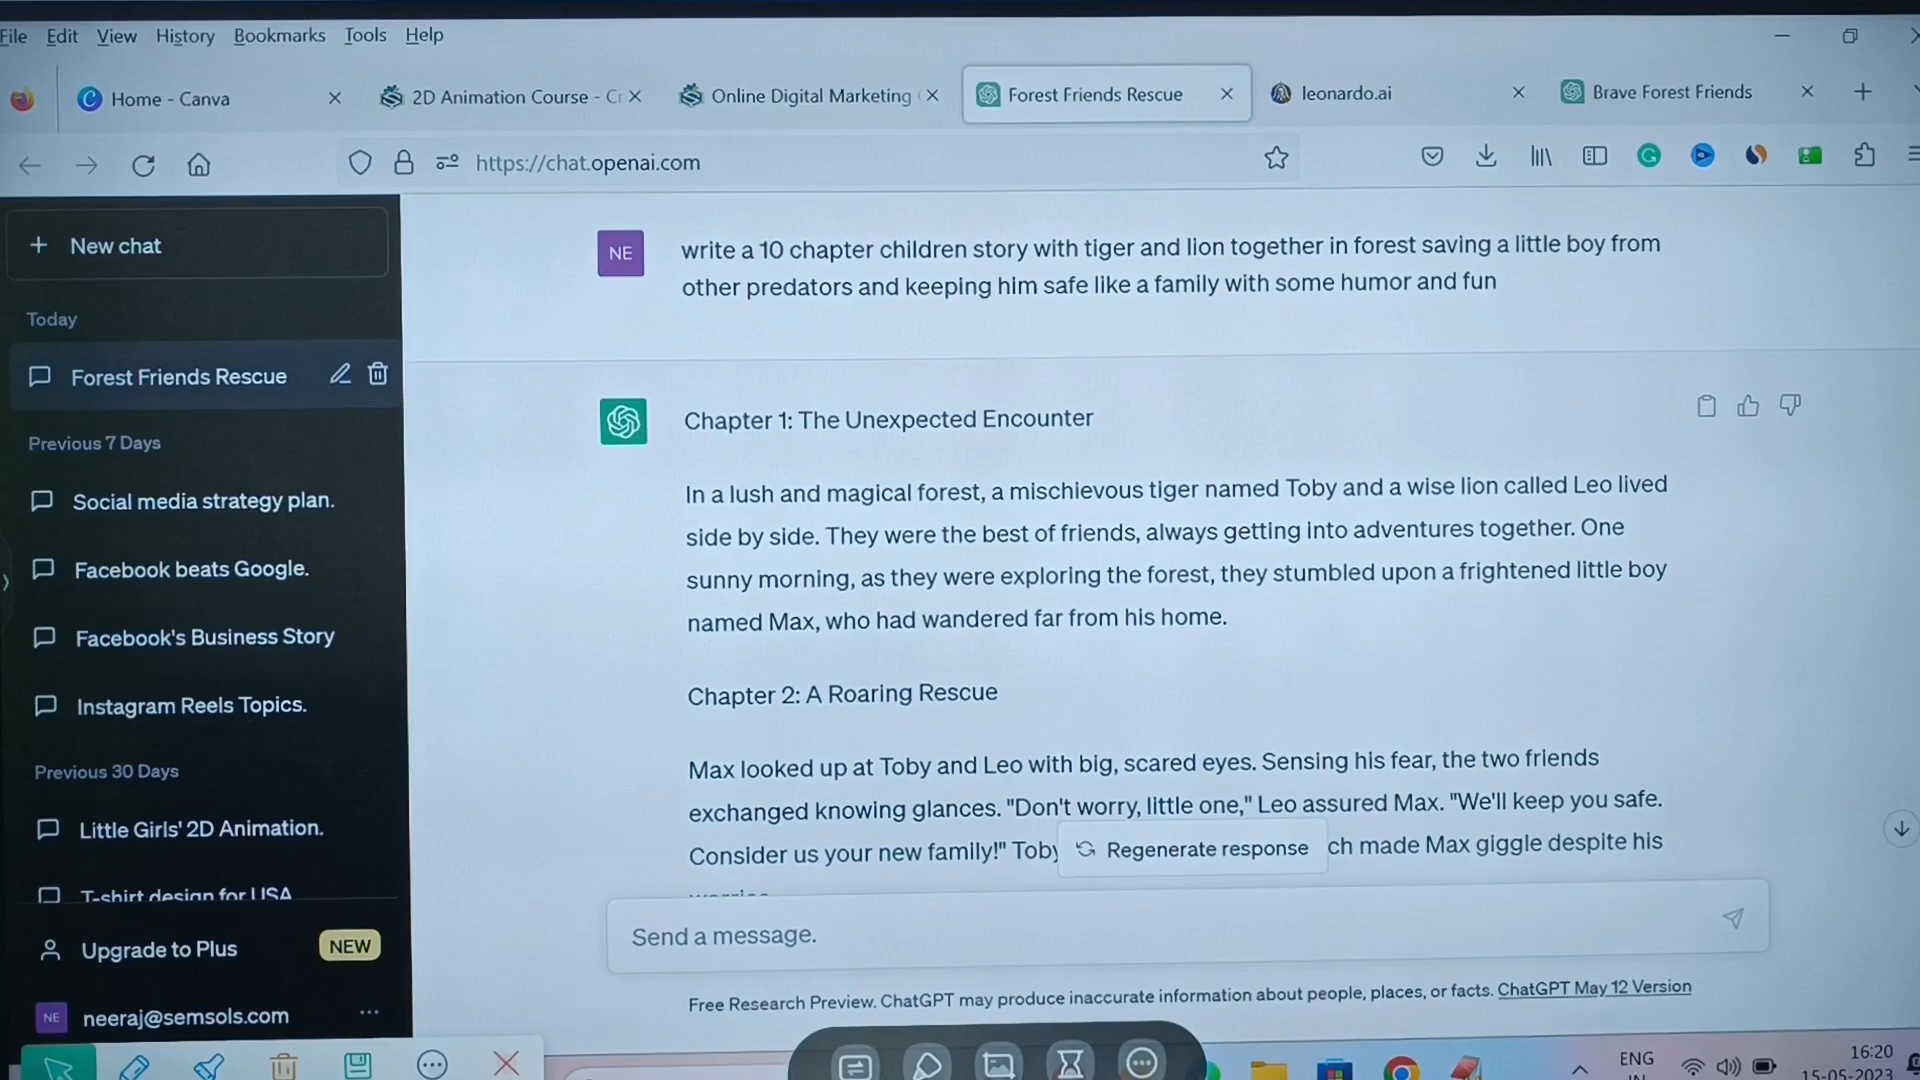 File Edit View History Bookmarks Tools Help
Home - Canva
2D Animation Course - Cr
Online Digital Marketing
Forest Friends Rescue
leonardo.ai
Brave Forest Friends
https://chat.openai.com
New chat
Today
Forest Friends Rescue
Previous 7 Days
Social media strategy plan.
Facebook beats Google.
Facebook's Business Story
Instagram Reels Topics.
Previous 30 Days
Little Girls' 2D Animation.
T-shirt design for USA
Upgrade to Plus NEW
NE neeraj@semsols.com
NE
write a 10 chapter children story with tiger and lion together in forest saving a little boy from
other predators and keeping him safe like a family with some humor and fun
Chapter 1: The Unexpected Encounter
In a lush and magical forest, a mischievous tiger named Toby and a wise lion called Leo lived
side by side. They were the best of friends, always getting into adventures together. One
sunny morning, as they were exploring the forest, they stumbled upon a frightened little boy
named Max, who had wandered far from his home.
Chapter 2: A Roaring Rescue
Max looked up at Toby and Leo with big, scared eyes. Sensing his fear, the two friends
exchanged knowing glances. "Don't worry, little one," Leo assured Max. "We'll keep you safe.
Consider us your new family!" Toby ch made Max giggle despite his
Regenerate response
Send a message.
Free Research Preview. ChatGPT may produce inaccurate information about people, places, or facts. ChatGPT May 12 Version
ENG
16:20
15-05-2023